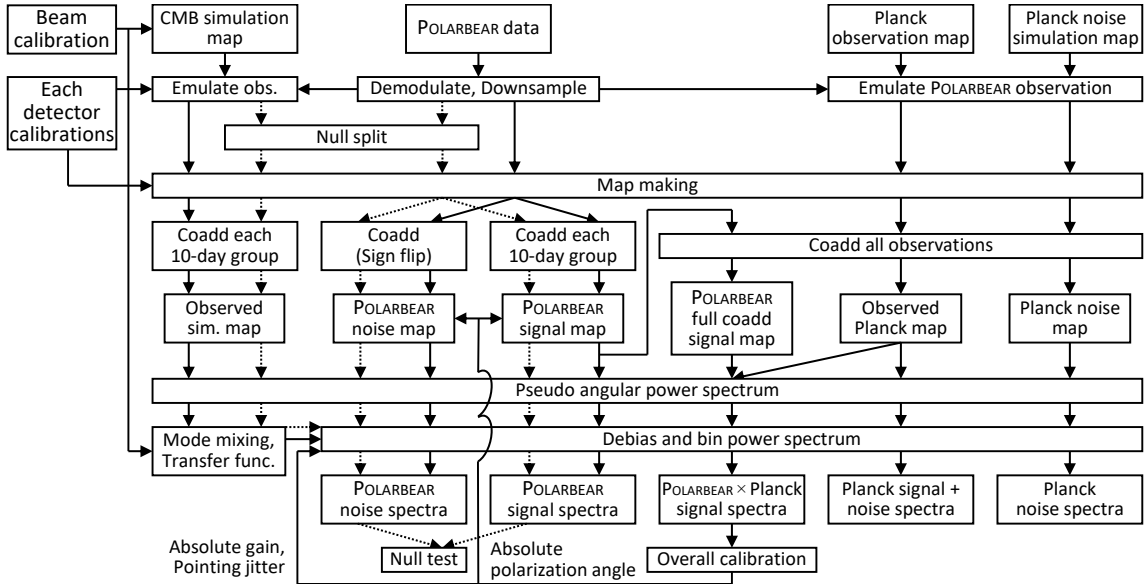 Beam
calibration
CMB simulation
map
POLARBEAR data
Planck
observation map
Planck noise
simulation map
Each
detector
calibrations
Emulate obs.
Demodulate, Downsample
Emulate POLARBEAR observation
Null split
Map making
Coadd each
10-day group
Coadd
(Sign flip)
Coadd each
10-day group
Coadd all observations
Observed
sim. map
POLARBEAR
noise map
POLARBEAR
signal map
POLARBEAR
full coadd
signal map
Observed
Planck map
Planck noise
map
Pseudo angular power spectrum
Mode mixing,
Transfer func.
Debias and bin power spectrum
POLARBEAR
noise spectra
POLARBEAR
signal spectra
POLARBEAR × Planck
signal spectra
Planck signal +
noise spectra
Planck
noise spectra
Absolute gain,
Pointing jitter
Null test
Absolute
polarization angle
Overall calibration